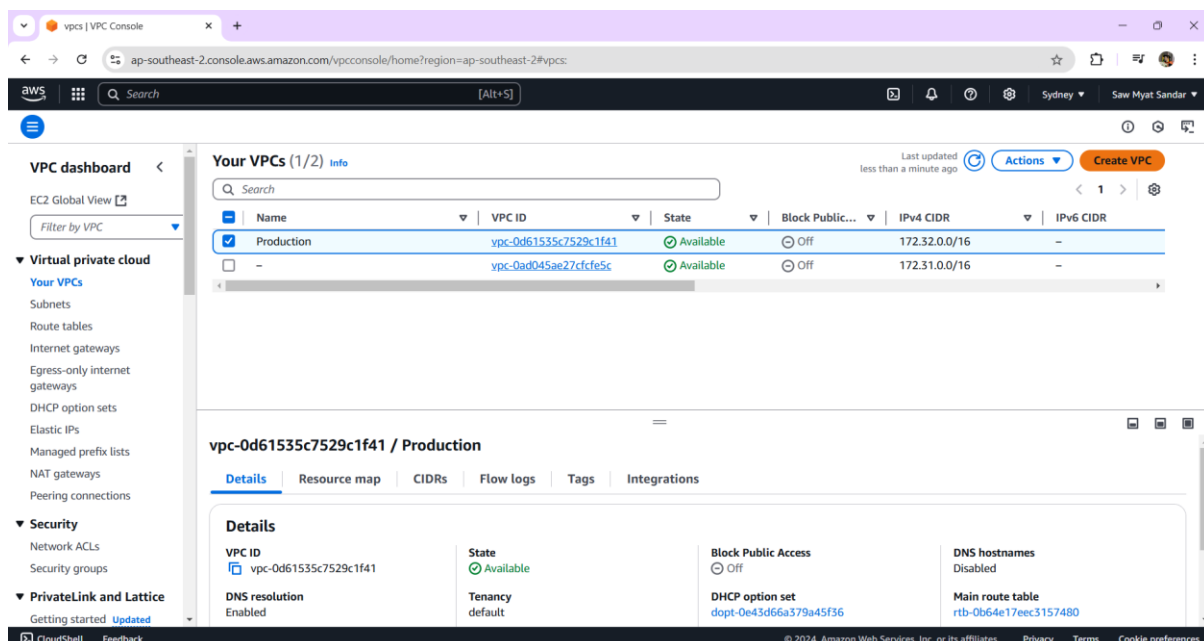 vpcs | VPC Console
ap-southeast-2.console.aws.amazon.com/vpcconsole/home?region=ap-southeast-2#vpcs:
aws
Search
[Alt+S]
Sydney
Saw Myat Sandar
VPC dashboard
EC2 Global View
Filter by VPC
Virtual private cloud
Your VPCs
Subnets
Route tables
Internet gateways
Egress-only internet
gateways
DHCP option sets
Elastic IPs
Managed prefix lists
NAT gateways
Peering connections
Security
Network ACLs
Security groups
PrivateLink and Lattice
Getting started Updated
Your VPCs (1/2) Info
Last updated
less than a minute ago
Actions
Create VPC
Search
1
Name VPC ID State Block Public... IPv4 CIDR IPv6 CIDR
Production vpc-0d61535c7529c1f41 Available Off 172.32.0.0/16 –
– vpc-0ad045ae27cfcfe5c Available Off 172.31.0.0/16 –
vpc-0d61535c7529c1f41 / Production
Details Resource map CIDRs Flow logs Tags Integrations
Details
VPC ID State Block Public Access DNS hostnames
vpc-0d61535c7529c1f41 Available Off Disabled
DNS resolution Tenancy DHCP option set Main route table
Enabled default dopt-0e43d66a379a45f36 rtb-0b64e17eec3157480
CloudShell Feedback © 2024, Amazon Web Services, Inc. or its affiliates. Privacy Terms Cookie preferences